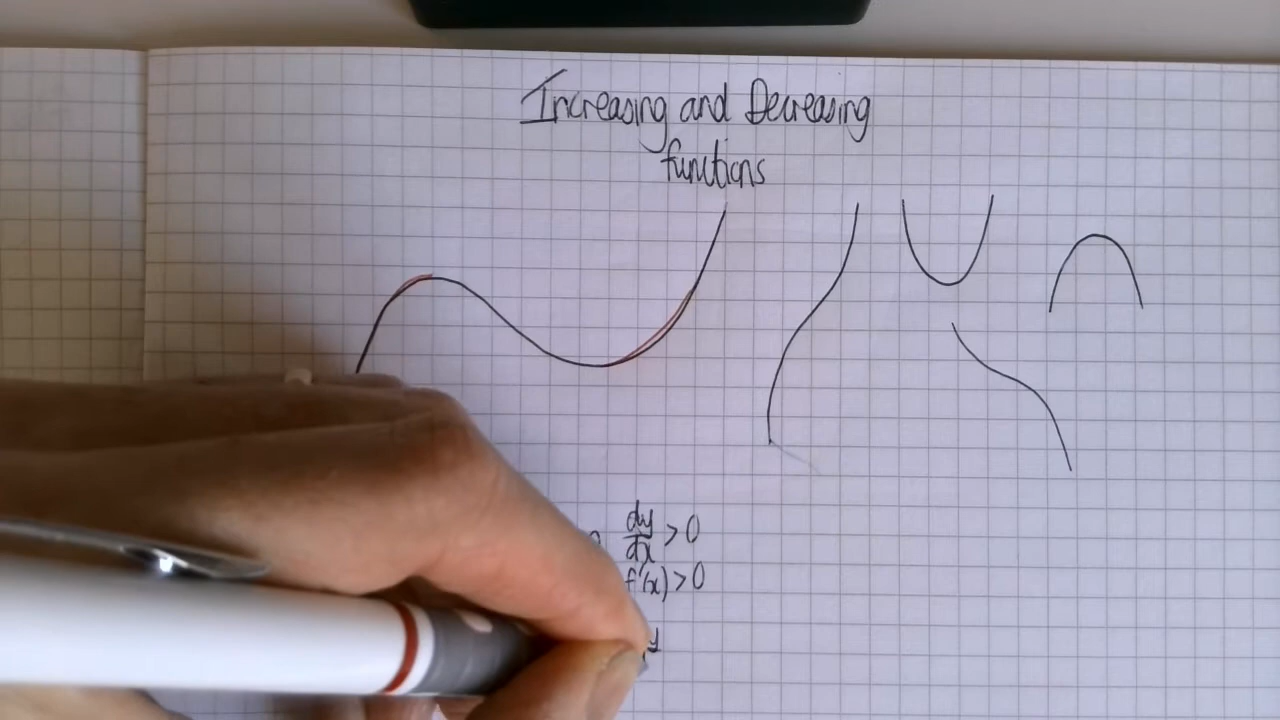 Increasing and Decreasing
functions
dy/dx > 0
f'(x) > 0
y